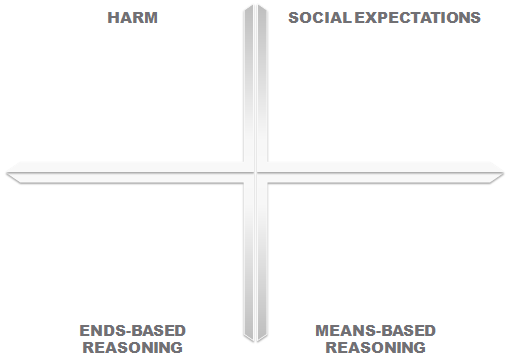 HARM
SOCIAL EXPECTATIONS
ENDS-BASED
REASONING
MEANS-BASED
REASONING